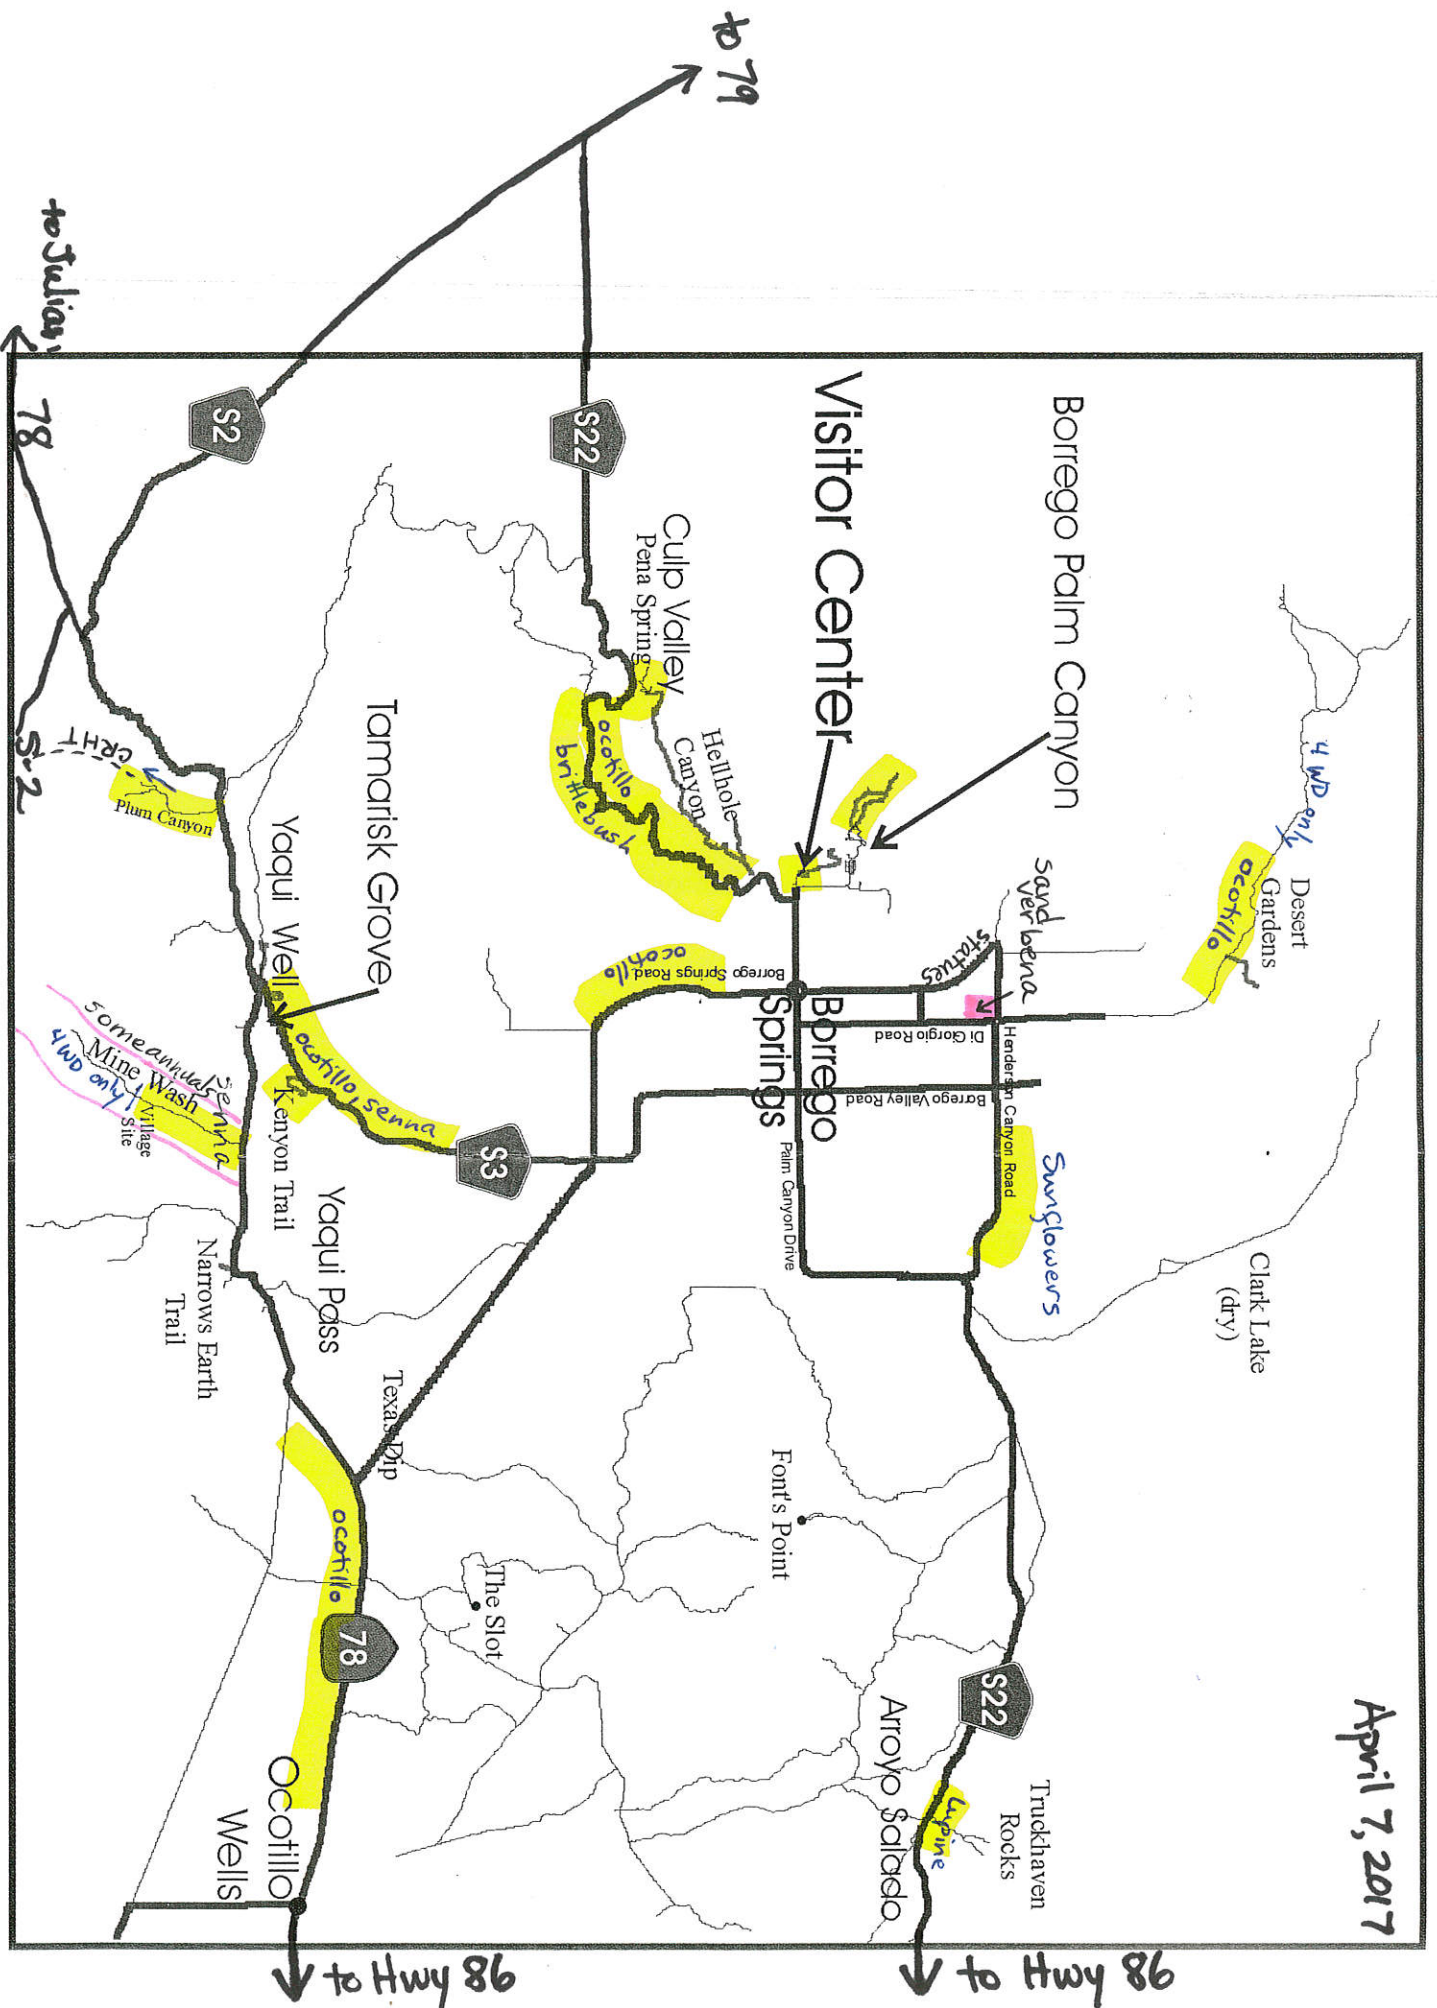 April 7, 2017
to 79
Borrego Palm Canyon
Visitor Center
4 WD only
Desert
Gardens
ocotillo
Clark Lake
(dry)
sand
verbena
statues
Sunflowers
Henderson Canyon Road
Di Giorgio Road
Borrego Valley Road
Borrego Springs Road
Palm Canyon Drive
Borrego
Springs
S22
Truckhaven
Rocks
lupine
Arroyo Salado
to Hwy 86
S22
Culp Valley
Pena Spring
Hellhole
Canyon
ocotillo
brittlebush
ocotillo
Font's Point
The Slot
Texas Dip
S2
Tamarisk Grove
Yaqui Well
ocotillo, senna
Kenyon Trail
S3
Yaqui Pass
Narrows Earth
Trail
to Julian
78
S-2
CRHT
Plum Canyon
some annuals
senna
Mine Wash
4WD only!
Village
Site
ocotillo
78
Ocotillo
Wells
to Hwy 86